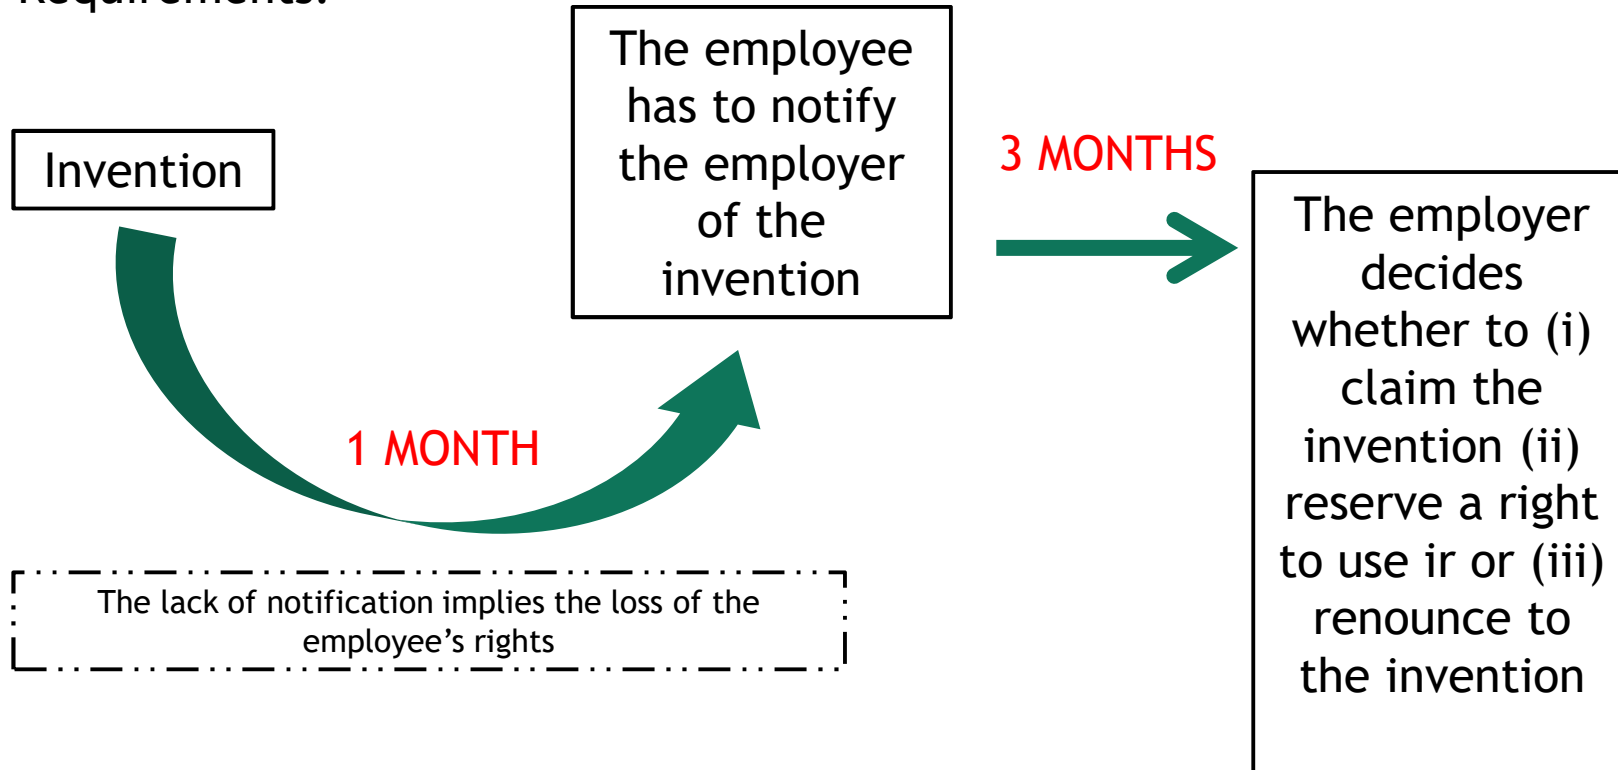 Requirements:
Invention
The employee
has to notify
the employer
of the
invention
3 MONTHS
The employer
decides
whether to (i)
claim the
invention (ii)
reserve a right
to use ir or (iii)
renounce to
the invention
1 MONTH
The lack of notification implies the loss of the
employee’s rights